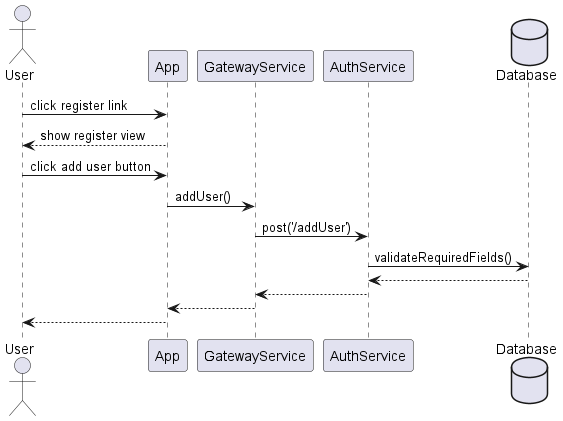 User
App
GatewayService
AuthService
Database
click register link
show register view
click add user button
addUser()
post('/addUser')
validateRequiredFields()
User
App
GatewayService
AuthService
Database